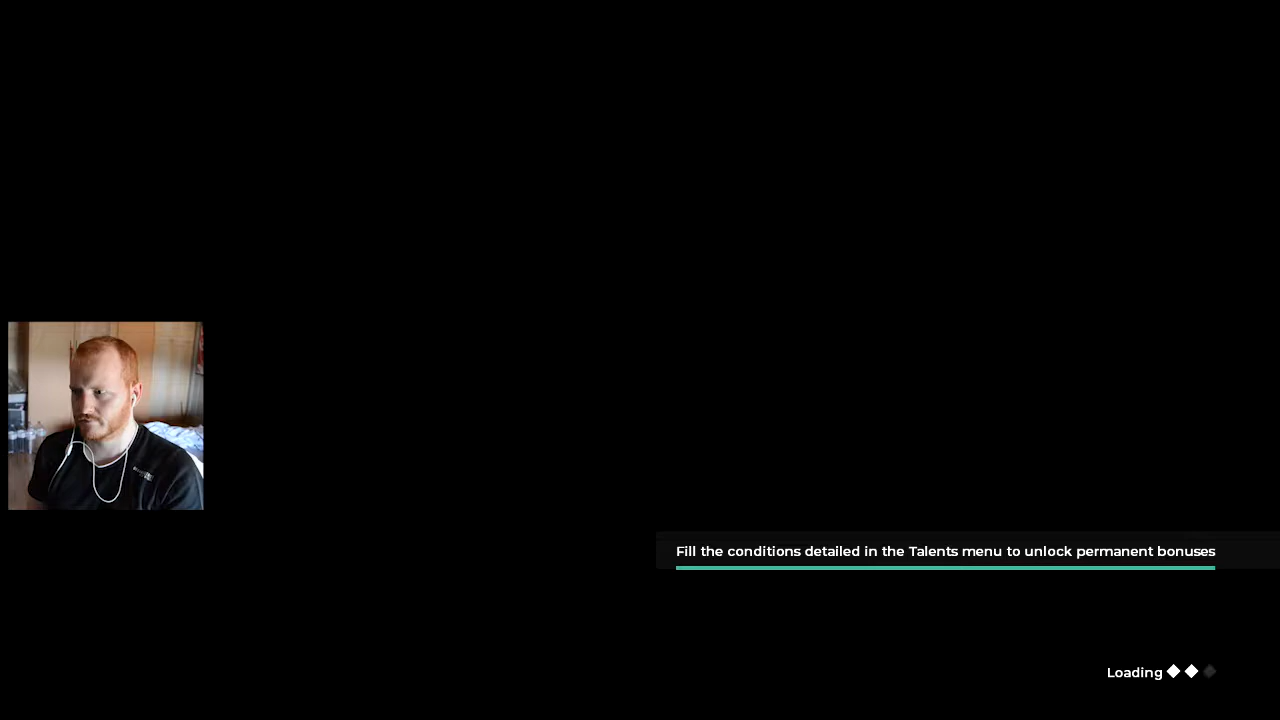 Fill the conditions detailed in the Talents menu to unlock permanent bonuses
Loading